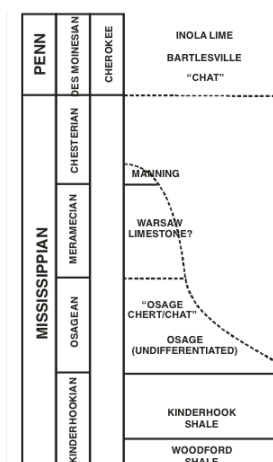 PENN
DES MOINESIAN
CHEROKEE
INOLA LIME
BARTLESVILLE
“CHAT”
MISSISSIPPIAN
CHESTERIAN
MANNING
MERAMECIAN
WARSAW
LIMESTONE?
OSAGEAN
“OSAGE
CHERT/CHAT”
OSAGE
(UNDIFFERENTIATED)
KINDERHOOKIAN
KINDERHOOK
SHALE
WOODFORD
SHALE